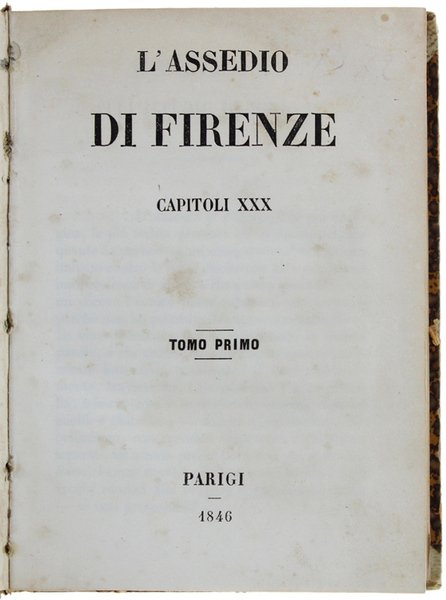 L'ASSEDIO
DI FIRENZE
CAPITOLI XXX
TOMO PRIMO
PARIGI
1846